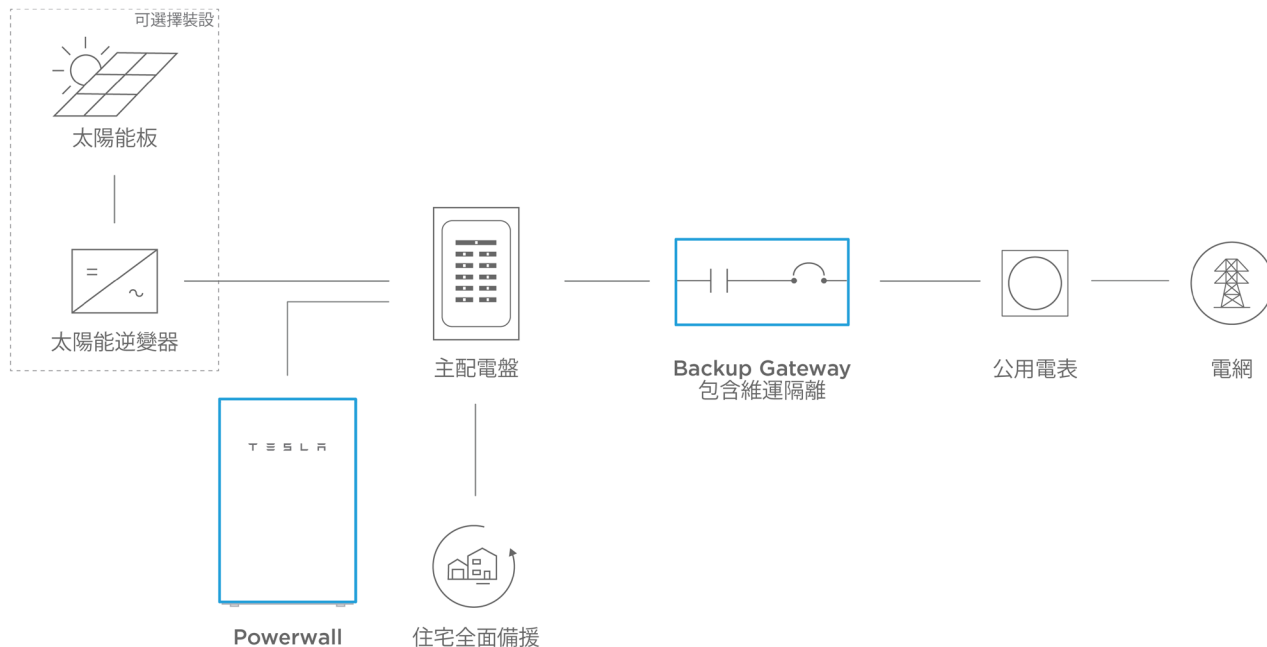 可選擇裝設
太陽能板
太陽能逆變器
主配電盤
Backup Gateway
包含維運隔離
公用電表
電網
TESLA
Powerwall
住宅全面備援